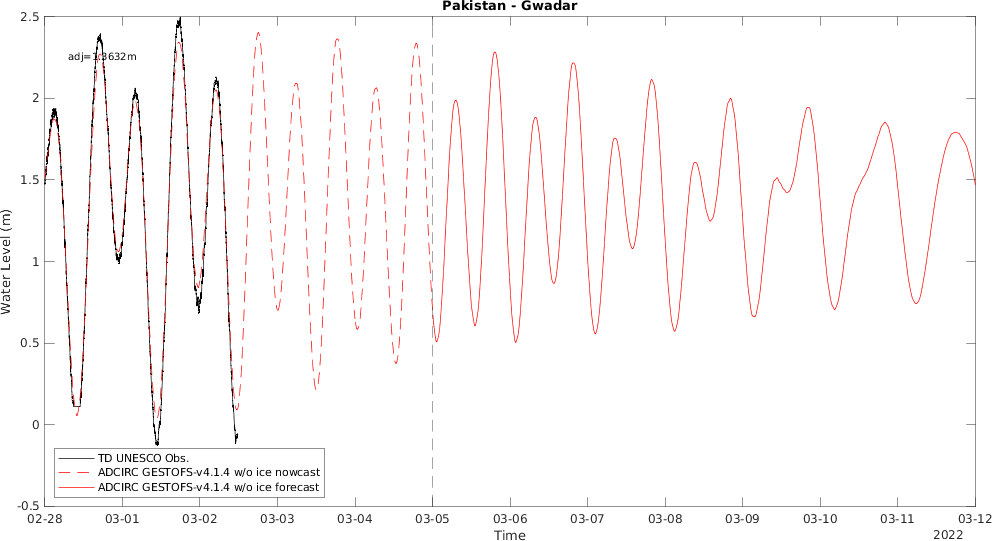 Pakistan - Gwadar
2.5
adj=1.3632m
2
1.5
1
0.5
0
-0.5
Water Level (m)
TD UNESCO Obs.
ADCIRC GESTOFS-v4.1.4 w/o ice nowcast
ADCIRC GESTOFS-v4.1.4 w/o ice forecast
02-28 03-01 03-02 03-03 03-04 03-05 03-06 03-07 03-08 03-09 03-10 03-11 03-12
Time
2022